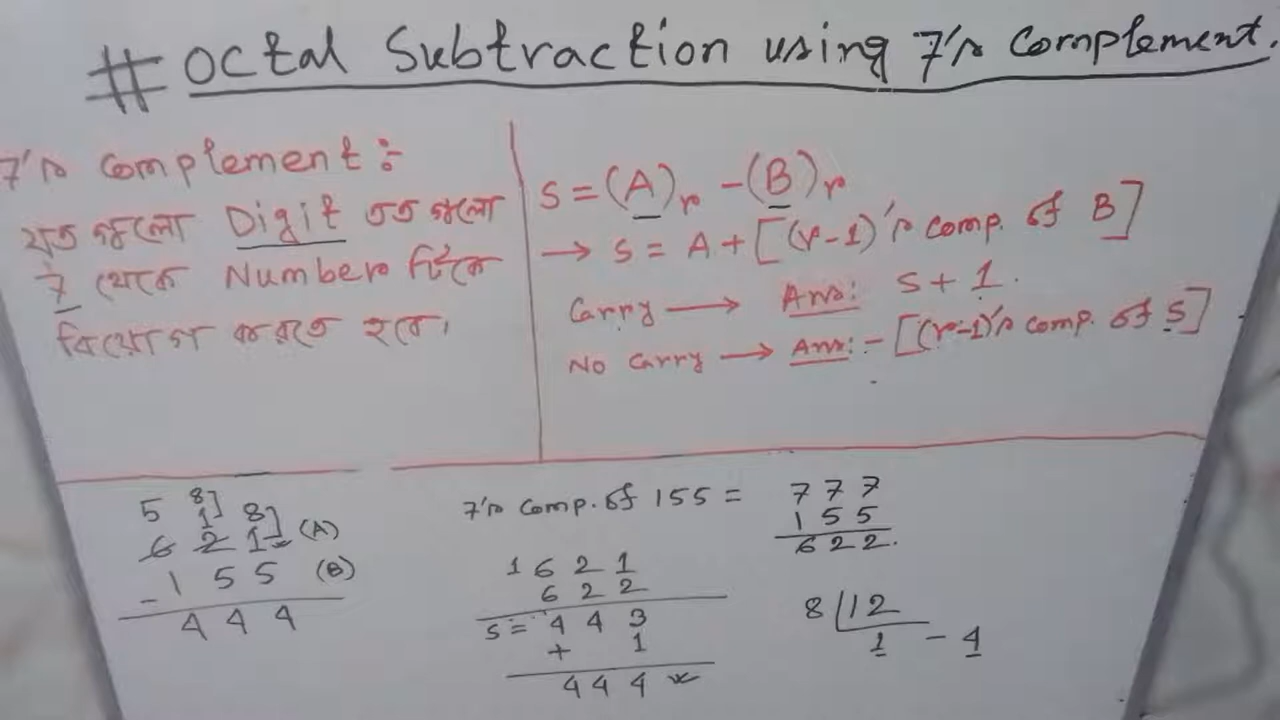 # Octal Subtraction using 7's Complement.
7's Complement :-
যত গুলো Digit তত গুলো
7 থেকে Number টিকে
বিয়োগ করতে হবে।
S = (A)r - (B)r
→ S = A + [(r-1)'s comp. of B]
Carry → Ans: S + 1.
No Carry → Ans: - [(r-1)'s comp. of S]
5 8] 
1 8]
6 2 1 (A)
- 1 5 5 (B)
4 4 4
7's comp. of 155 =
7 7 7
1 5 5
6 2 2.
1 6 2 1
6 2 2
S = 4 4 3
+ 1
4 4 4
8 12
1 - 4